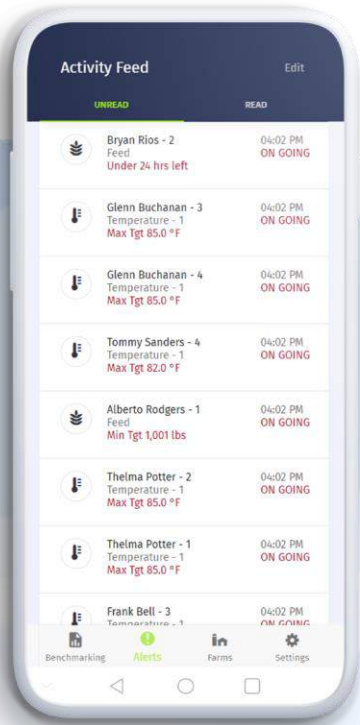 Activity Feed
Edit
UNREAD
READ
Bryan Rios - 2
04:02 PM
Feed
ON GOING
Under 24 hrs left
Glenn Buchanan - 3
04:02 PM
Temperature - 1
ON GOING
Max Tgt 85.0 °F
Glenn Buchanan - 4
04:02 PM
Temperature - 1
ON GOING
Max Tgt 85.0 °F
Tommy Sanders - 4
04:02 PM
Temperature - 1
ON GOING
Max Tgt 82.0 °F
Alberto Rodgers - 1
04:02 PM
Feed
ON GOING
Min Tgt 1,001 lbs
Thelma Potter - 2
04:02 PM
Temperature - 1
ON GOING
Max Tgt 85.0 °F
Thelma Potter - 1
04:02 PM
Temperature - 1
ON GOING
Max Tgt 85.0 °F
Frank Bell - 3
04:02 PM
Temperature - 1
ON GOING
Benchmarking
Alerts
Farms
Settings